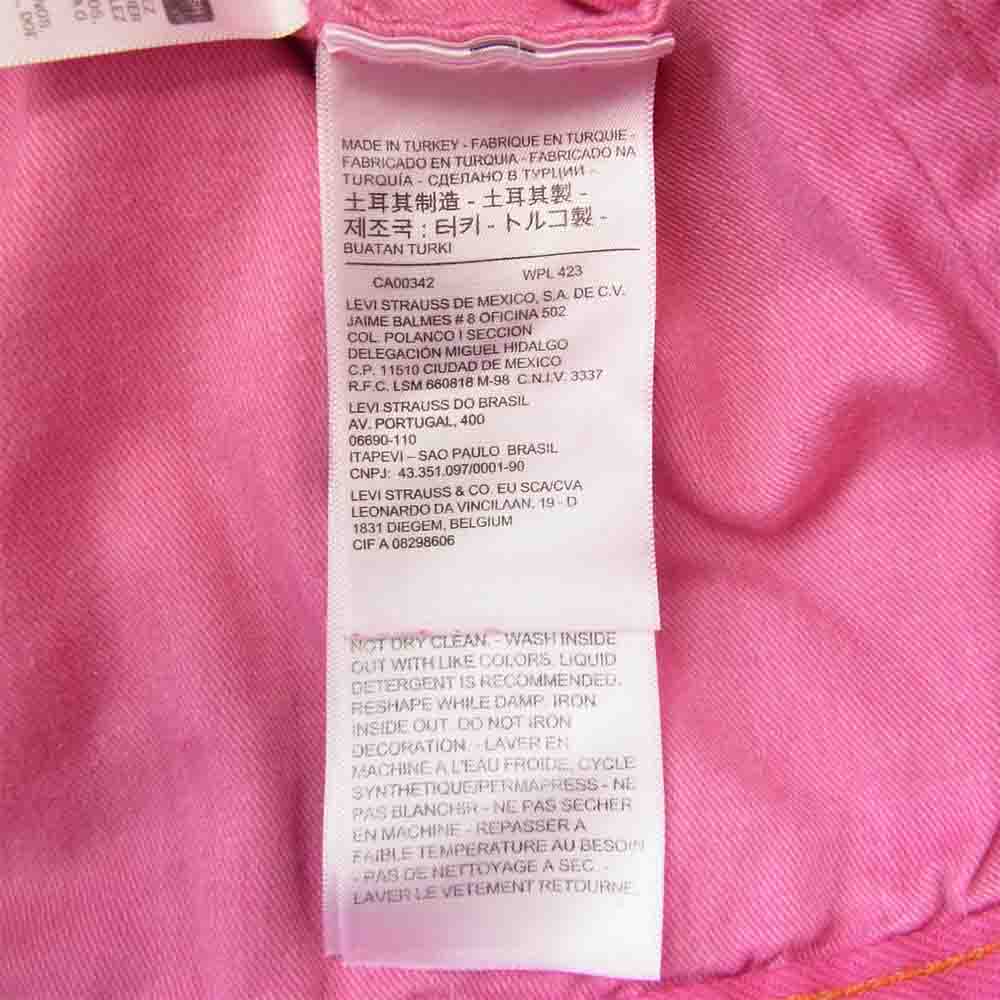 MADE IN TURKEY - FABRIQUE EN TURQUIE -
FABRICADO EN TURQUIA - FABRICADO NA
TURQUÍA - СДЕЛАНО В ТУРЦИИ -
土耳其制造 - 土耳其製 -
제조국 : 터키 - トルコ製 -
BUATAN TURKI
CA00342 WPL 423
LEVI STRAUSS DE MEXICO, S.A. DE C.V.
JAIME BALMES # 8 OFICINA 502
COL. POLANCO I SECCION
DELEGACIÓN MIGUEL HIDALGO
C.P. 11510 CIUDAD DE MEXICO
R.F.C. LSM 660818 M-98 C.N.I.V. 3337
LEVI STRAUSS DO BRASIL
AV. PORTUGAL, 400
06690-110
ITAPEVI – SAO PAULO BRASIL
CNPJ: 43.351.097/0001-90
LEVI STRAUSS & CO. EU SCA/CVA
LEONARDO DA VINCILAAN, 19 - D
1831 DIEGEM, BELGIUM
CIF A 08298606
NOT DRY CLEAN. - WASH INSIDE
OUT WITH LIKE COLORS. LIQUID
DETERGENT IS RECOMMENDED.
RESHAPE WHILE DAMP. IRON
INSIDE OUT. DO NOT IRON
DECORATION. - LAVER EN
MACHINE A L'EAU FROIDE, CYCLE
SYNTHETIQUE/PERMAPRESS - NE
PAS BLANCHIR - NE PAS SECHER
EN MACHINE - REPASSER A
FAIBLE TEMPERATURE AU BESOIN
- PAS DE NETTOYAGE A SEC. -
LAVER LE VETEMENT RETOURNE.